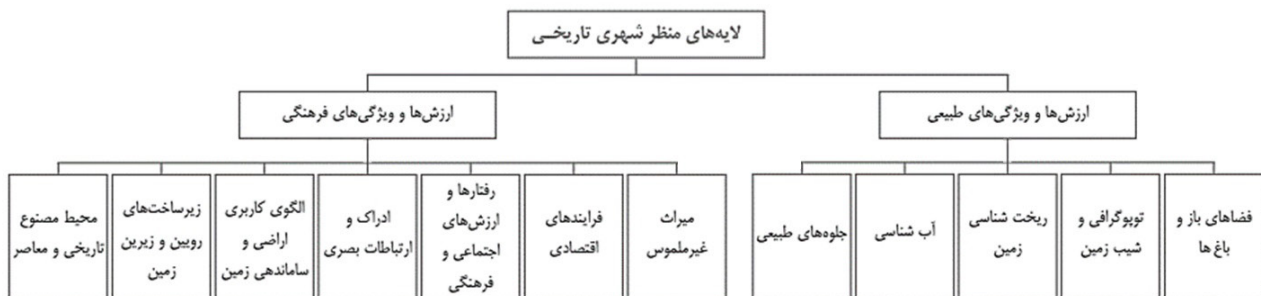 لایه‌های منظر شهری تاریخی
ارزش‌ها و ویژگی‌های طبیعی
ارزش‌ها و ویژگی‌های فرهنگی
فضاهای باز و
باغ ها
توپوگرافی و
شیب زمین
ریخت شناسی
زمین
آب شناسی
جلوه‌های طبیعی
میراث
غیرملموس
فرایندهای
اقتصادی
رفتارها و
ارزش‌های
اجتماعی و
فرهنگی
ادراک و
ارتباطات بصری
الگوی کاربری
اراضی و
ساماندهی زمین
زیرساخت‌های
رویین و زیرین
زمین
محیط مصنوع
تاریخی و معاصر